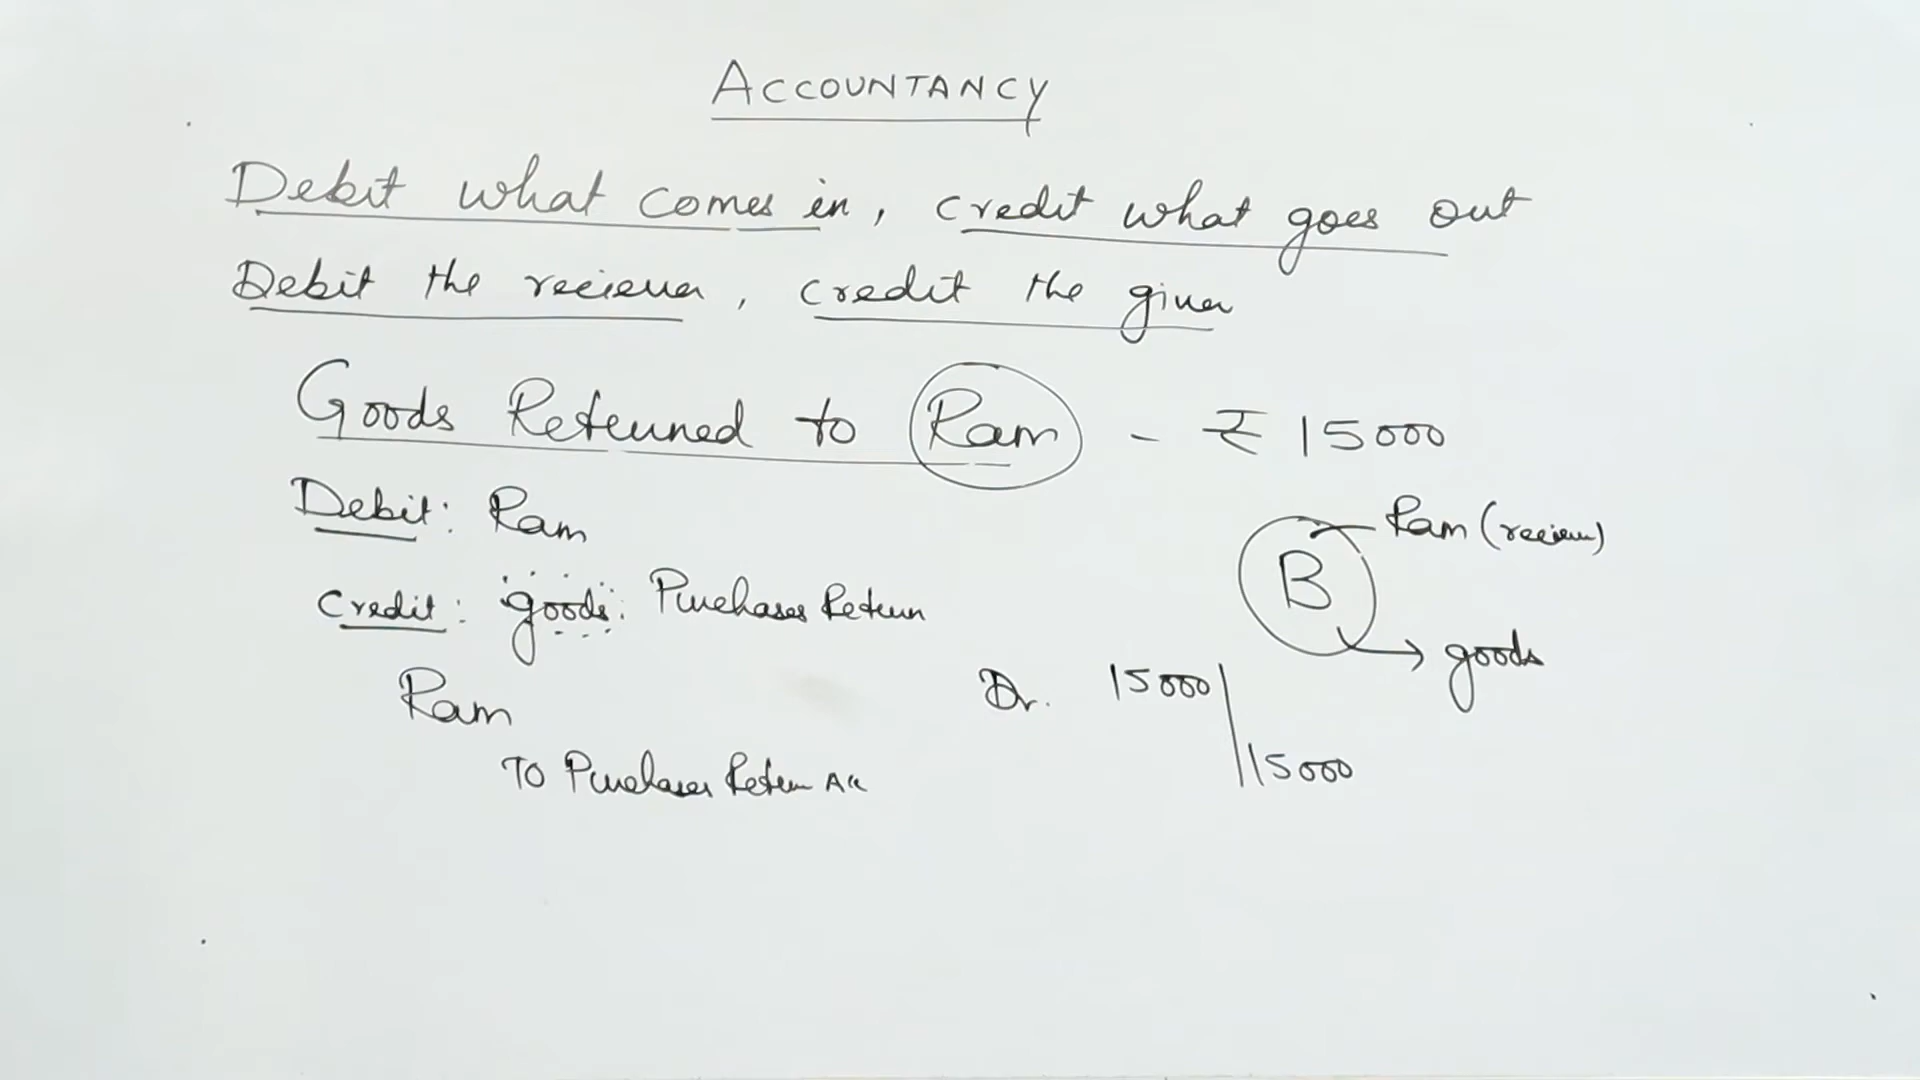 ACCOUNTANCY
Debit what comes in, credit what goes out
Debit the reciever, credit the giver
Goods Returned to Ram - ₹ 15000
Debit: Ram
Credit: goods: Purchases Return
B
Ram (reciever)
goods
Ram Dr. 15000
TO Purchases Return A/c 15000